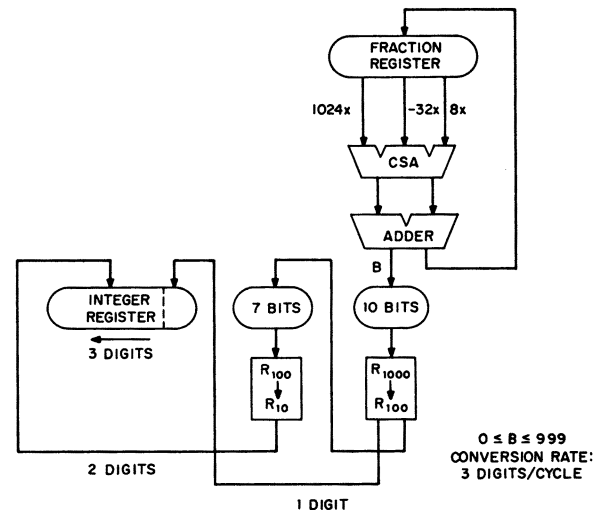 FRACTION
REGISTER
1024x
-32x
8x
CSA
ADDER
B
INTEGER
REGISTER
7 BITS
10 BITS
3 DIGITS
R100
R10
R1000
R100
2 DIGITS
1 DIGIT
0 ≤ B ≤ 999
CONVERSION RATE:
3 DIGITS/CYCLE